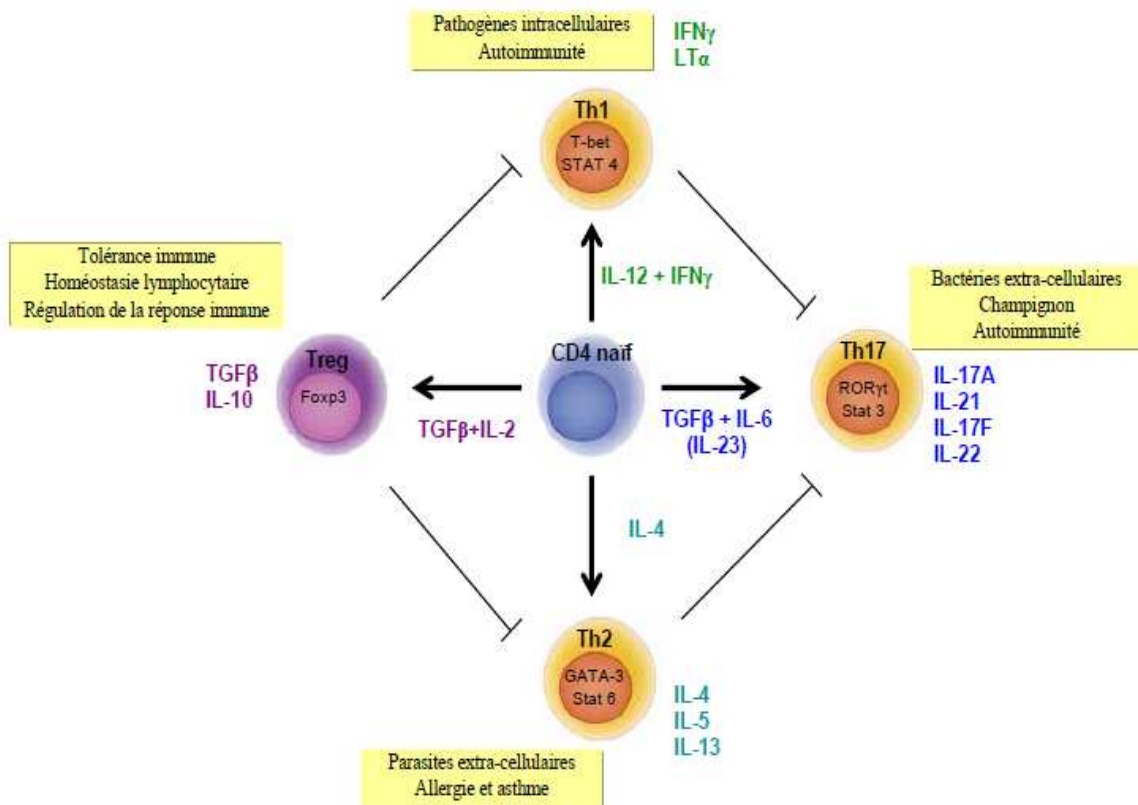 Pathogènes intracellulaires
Autoimmunité
IFNγ
LTα
Th1
T-bet
STAT 4
Tolérance immune
Homéostasie lymphocytaire
Régulation de la réponse immune
IL-12 + IFNγ
Bactéries extra-cellulaires
Champignon
Autoimmunité
TGFβ
IL-10
Treg
Foxp3
TGFβ+IL-2
CD4 naïf
TGFβ + IL-6
(IL-23)
Th17
RORγt
Stat 3
IL-17A
IL-21
IL-17F
IL-22
IL-4
Th2
GATA-3
Stat 6
IL-4
IL-5
IL-13
Parasites extra-cellulaires
Allergie et asthme